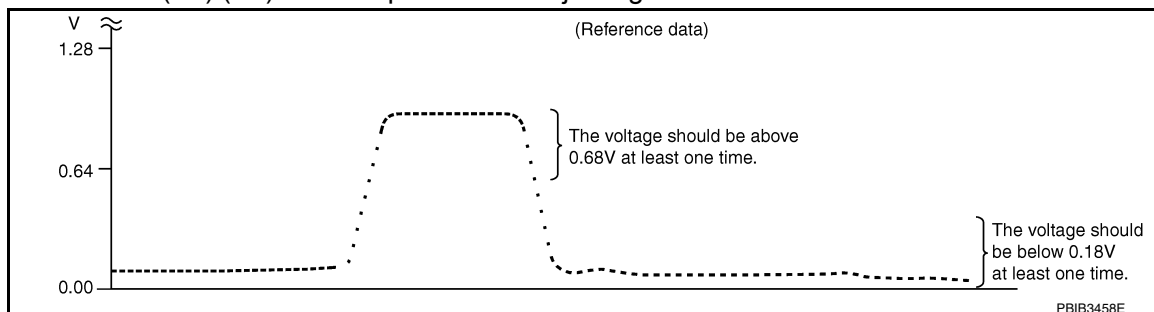 V
(Reference data)
1.28
The voltage should be above
0.68V at least one time.
0.64
The voltage should
be below 0.18V
at least one time.
0.00
PBIB3458E